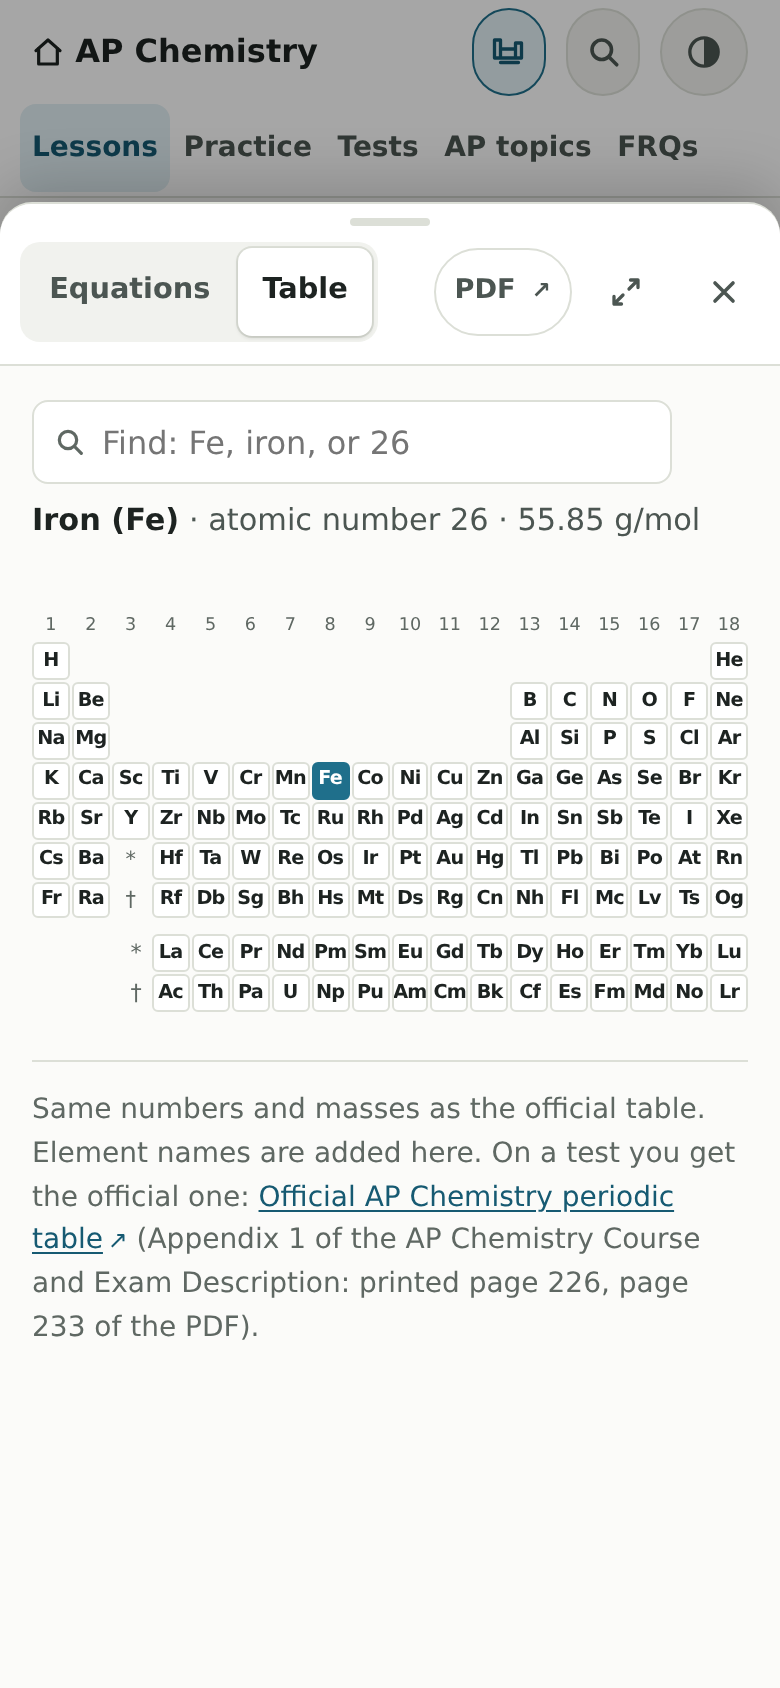 AP Chemistry
Lessons Practice Tests AP topics FRQs
Equations Table PDF ↗
Find: Fe, iron, or 26
Iron (Fe) · atomic number 26 · 55.85 g/mol
1 2 3 4 5 6 7 8 9 10 11 12 13 14 15 16 17 18
H He
Li Be B C N O F Ne
Na Mg Al Si P S Cl Ar
K Ca Sc Ti V Cr Mn Fe Co Ni Cu Zn Ga Ge As Se Br Kr
Rb Sr Y Zr Nb Mo Tc Ru Rh Pd Ag Cd In Sn Sb Te I Xe
Cs Ba * Hf Ta W Re Os Ir Pt Au Hg Tl Pb Bi Po At Rn
Fr Ra † Rf Db Sg Bh Hs Mt Ds Rg Cn Nh Fl Mc Lv Ts Og
* La Ce Pr Nd Pm Sm Eu Gd Tb Dy Ho Er Tm Yb Lu
† Ac Th Pa U Np Pu Am Cm Bk Cf Es Fm Md No Lr
Same numbers and masses as the official table.
Element names are added here. On a test you get
the official one: Official AP Chemistry periodic
table ↗ (Appendix 1 of the AP Chemistry Course
and Exam Description: printed page 226, page
233 of the PDF).